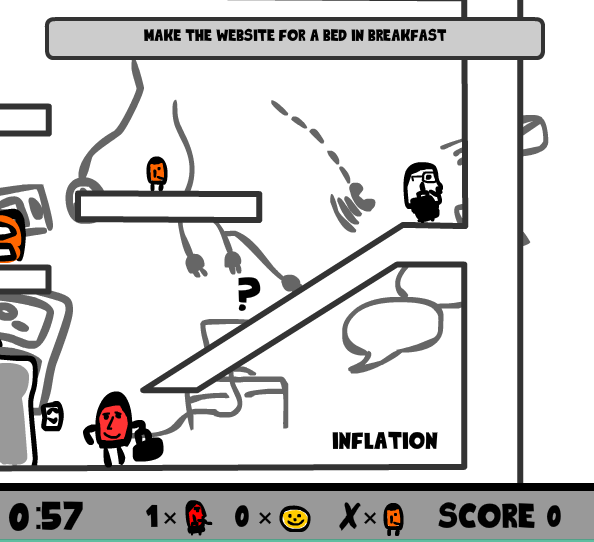 MAKE THE WEBSITE FOR A BED IN BREAKFAST
?
INFLATION
0:57 1× 0× X× SCORE 0